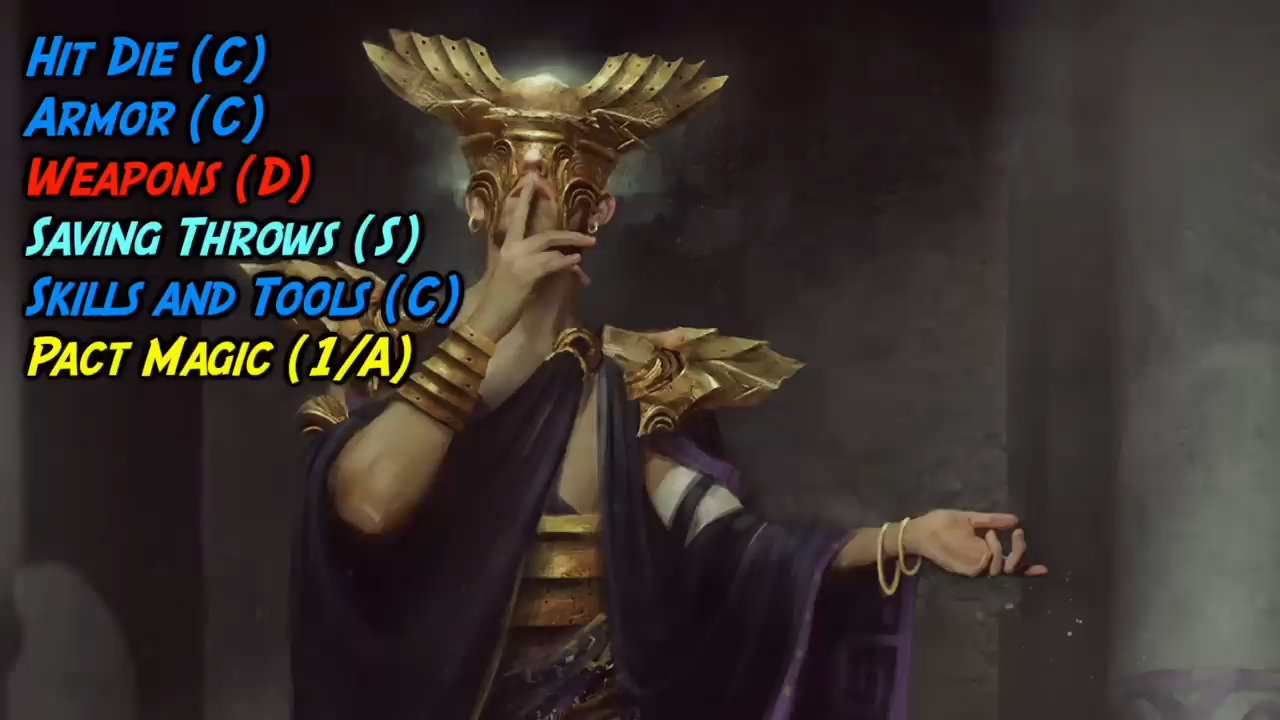 Hit Die (C)
Armor (C)
Weapons (D)
Saving Throws (S)
Skills and Tools (C)
Pact Magic (1/A)